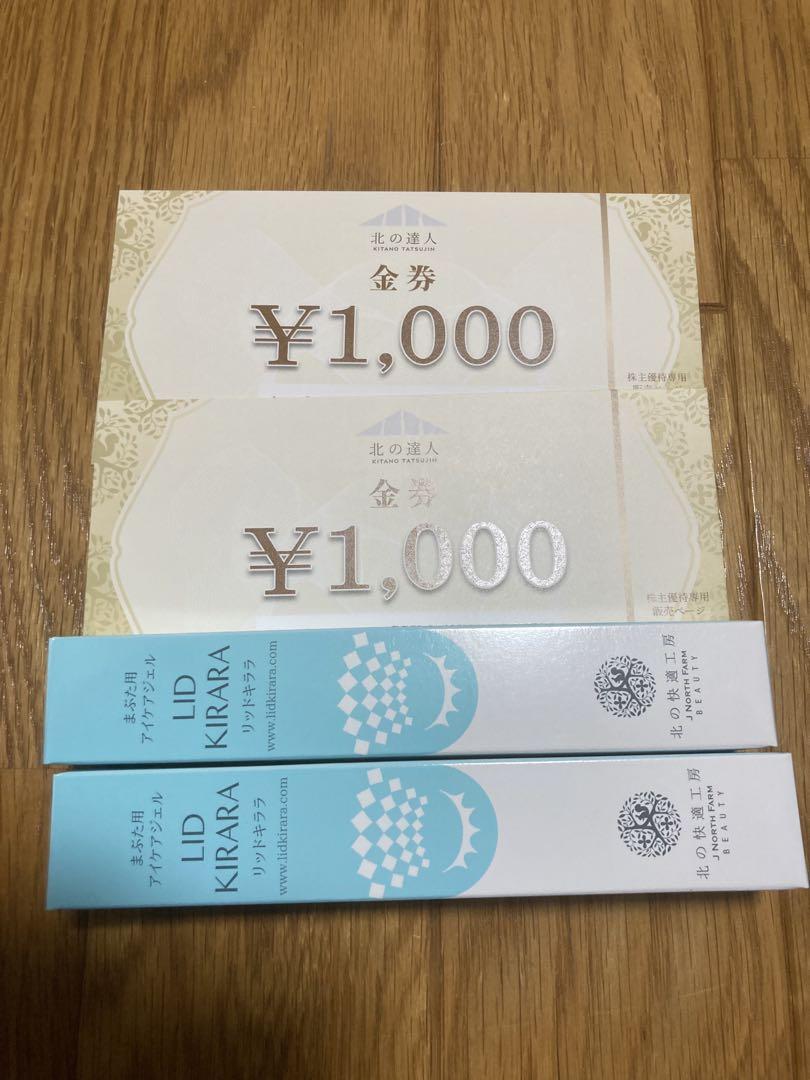 北の達人
KITANO TATSUJIN
金券
¥1,000
株主優待専用
販売ページ
北の達人
KITANO TATSUJIN
金券
¥1,000
株主優待専用
販売ページ
まぶた用
アイケアジェル
LID
KIRARA
リッドキララ
www.lidkirara.com
北の快適工房
J NORTH FARM
BEAUTY
まぶた用
アイケアジェル
LID
KIRARA
リッドキララ
www.lidkirara.com
北の快適工房
J NORTH FARM
BEAUTY